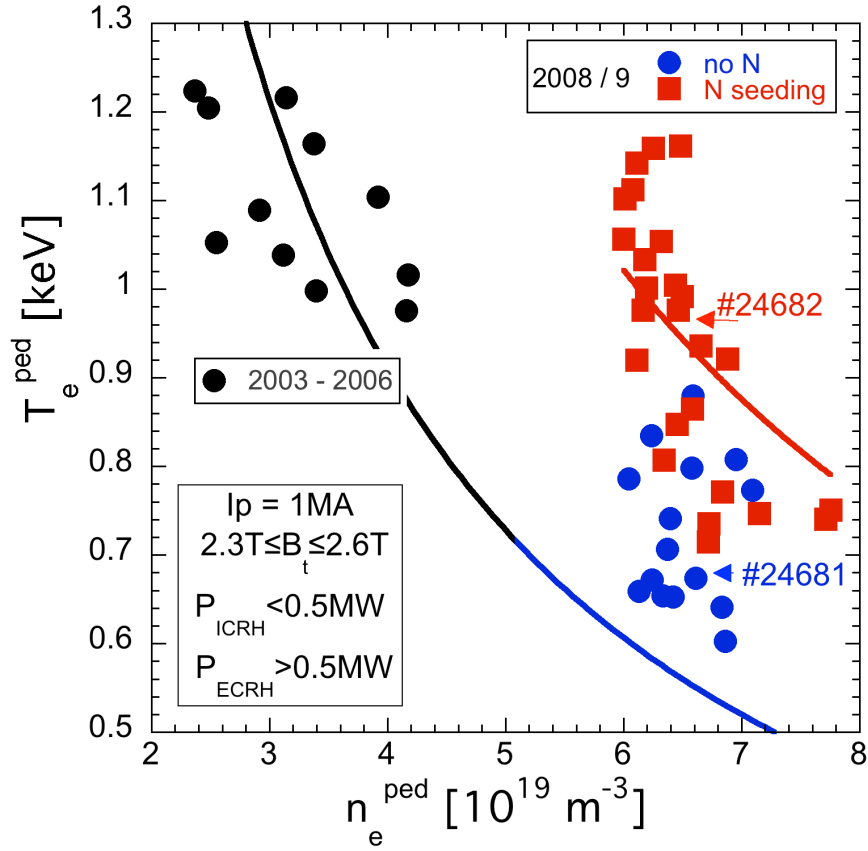 1.3
1.2
1.1
1
0.9
0.8
0.7
0.6
0.5
T_e^ped [keV]
2008 / 9
no N
N seeding
#24682
2003 - 2006
Ip = 1MA
2.3T≤B_t≤2.6T
P_ICRH<0.5MW
P_ECRH>0.5MW
#24681
2 3 4 5 6 7 8
n_e^ped [10^19 m^-3]